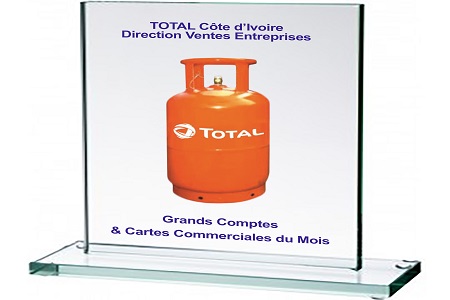 TOTAL Côte d'Ivoire
Direction Ventes Entreprises
TOTAL
Grands Comptes
& Cartes Commerciales du Mois